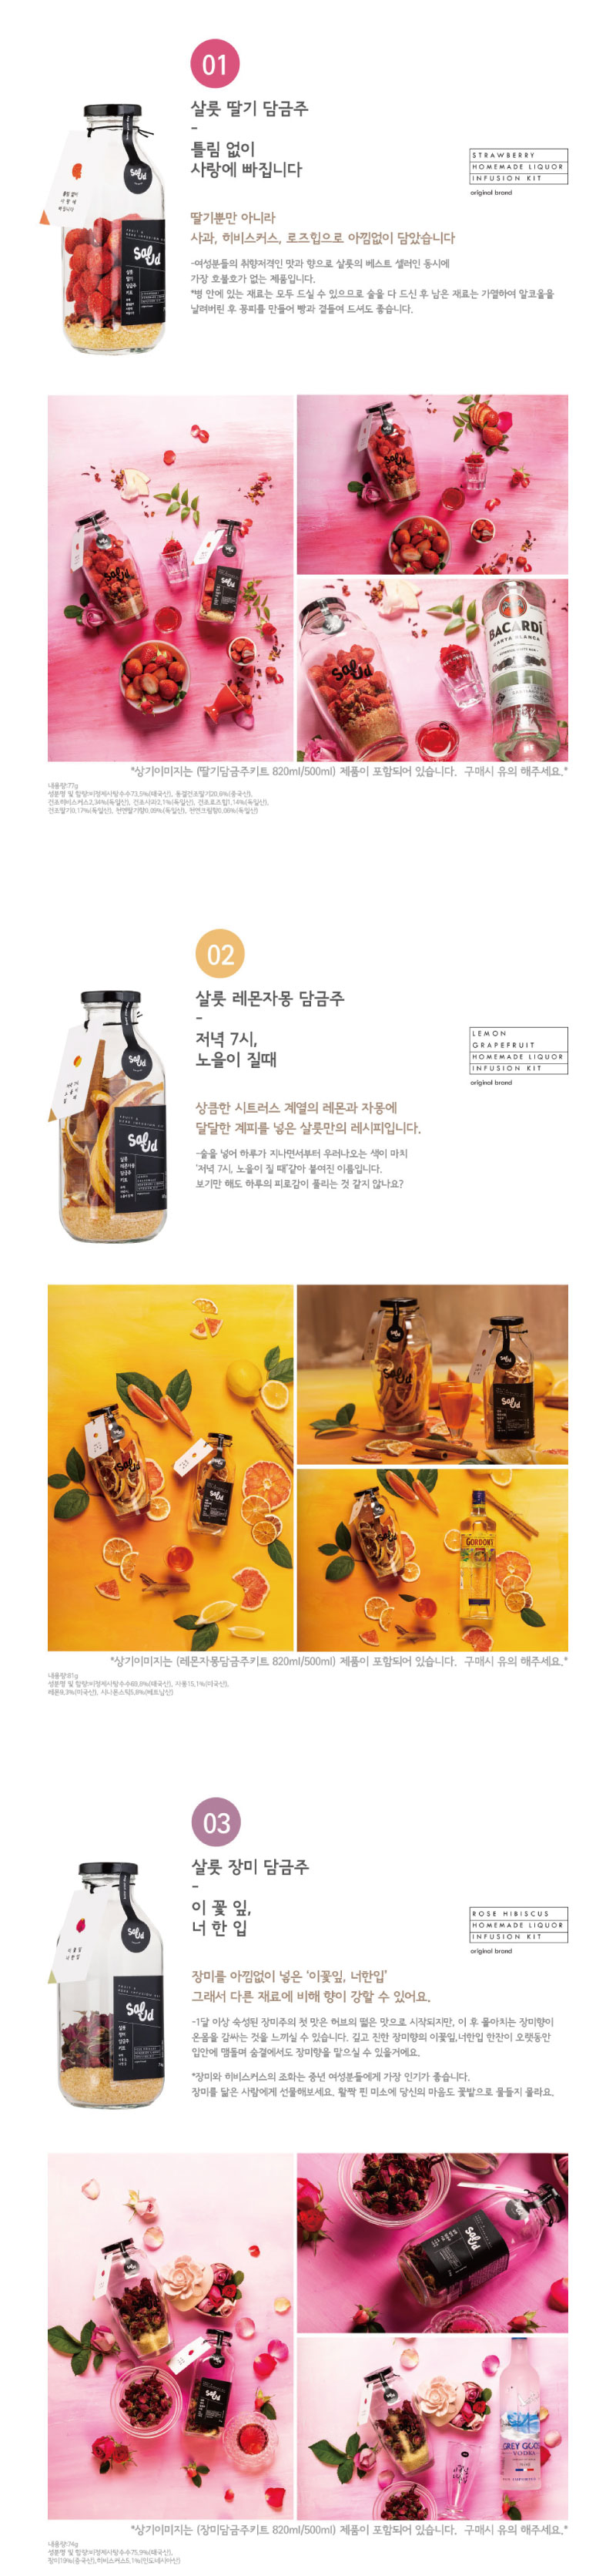 01
살룻 딸기 담금주
-
틀림 없이
사랑에 빠집니다
STRAWBERRY
HOMEMADE LIQUOR
INFUSION KIT
original brand
딸기뿐만 아니라
사과, 히비스커스, 로즈힙으로 아낌없이 담았습니다
-여성분들의 취향저격인 맛과 향으로 살룻의 베스트 셀러인 동시에
가장 호불호가 없는 제품입니다.
*병 안에 있는 재료는 모두 드실 수 있으므로 술을 다 드신 후 남은 재료는 가열하여 알코올을
날려버린 후 콩피를 만들어 빵과 곁들여 드셔도 좋습니다.
salud
BACARDI
CARTA BLANCA
*상기이미지는 (딸기담금주키트 820ml/500ml) 제품이 포함되어 있습니다. 구매시 유의 해주세요.*
내용량:77g
02
살룻 레몬자몽 담금주
-
저녁 7시,
노을이 질때
LEMON
GRAPEFRUIT
HOMEMADE LIQUOR
INFUSION KIT
original brand
상큼한 시트러스 계열의 레몬과 자몽에
달달한 계피를 넣은 살룻만의 레시피입니다.
-술을 넣어 하루가 지나면서부터 우러나오는 색이 마치
'저녁 7시, 노을이 질 때'같아 붙여진 이름입니다.
보기만 해도 하루의 피로감이 풀리는 것 같지 않나요?
salud
GORDON'S
*상기이미지는 (레몬자몽담금주키트 820ml/500ml) 제품이 포함되어 있습니다. 구매시 유의 해주세요.*
내용량:81g
03
살룻 장미 담금주
-
이 꽃 잎,
너 한 입
ROSE HIBISCUS
HOMEMADE LIQUOR
INFUSION KIT
original brand
장미를 아낌없이 넣은 '이꽃잎, 너한입'
그래서 다른 재료에 비해 향이 강할 수 있어요.
-1달 이상 숙성된 장미주의 첫 맛은 허브의 떫은 맛으로 시작되지만, 이 후 몰아치는 장미향이
온몸을 감싸는 것을 느끼실 수 있습니다. 길고 진한 장미향의 이꽃잎,너한입 한잔이 오랫동안
입안에 맴돌며 숨결에서도 장미향을 맡으실 수 있을거예요.
*장미와 히비스커스의 조화는 중년 여성분들에게 가장 인기가 좋습니다.
장미를 닮은 사람에게 선물해보세요. 활짝 핀 미소에 당신의 마음도 꽃밭으로 물들지 몰라요.
salud
GREY GOOSE
VODKA
*상기이미지는 (장미담금주키트 820ml/500ml) 제품이 포함되어 있습니다. 구매시 유의 해주세요.*
내용량:74g